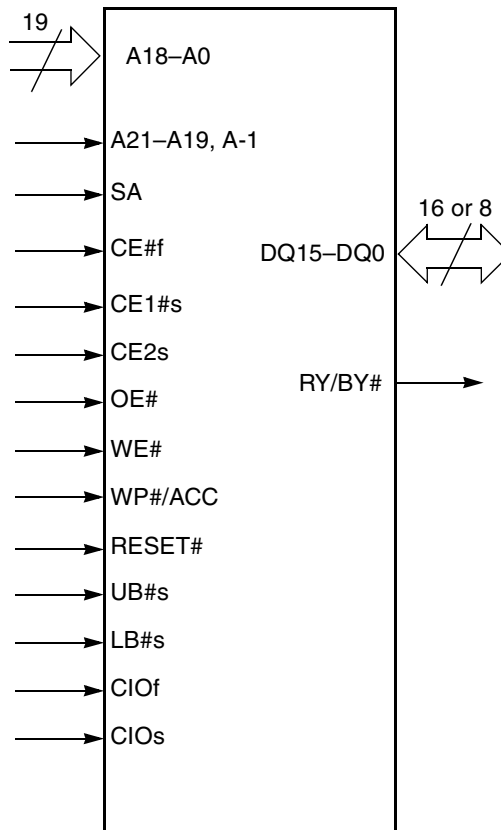 19
A18–A0
A21–A19, A-1
SA
16 or 8
CE#f
DQ15–DQ0
CE1#s
CE2s
RY/BY#
OE#
WE#
WP#/ACC
RESET#
UB#s
LB#s
CIOf
CIOs